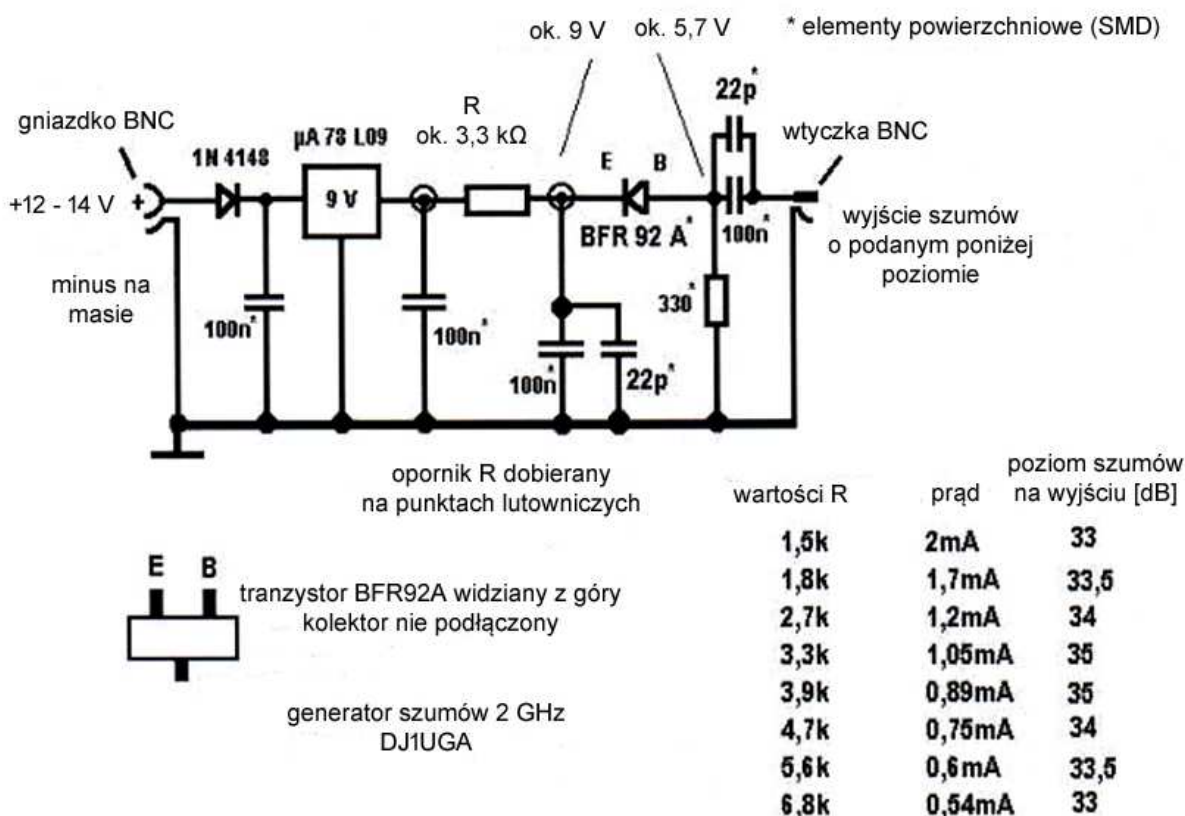 ok. 9 V
ok. 5,7 V
* elementy powierzchniowe (SMD)
R
ok. 3,3 kΩ
22p*
gniazdko BNC
wtyczka BNC
1N 4148
µA 78 L09
E
B
+12 - 14 V
+
9 V
BFR 92 A*
100n*
wyjście szumów
o podanym poniżej
poziomie
minus na
masie
100n*
100n*
100n*
22p*
330*
opornik R dobierany
na punktach lutowniczych
wartości R
prąd
poziom szumów
na wyjściu [dB]
1,5k 2mA 33
1,8k 1,7mA 33,5
2,7k 1,2mA 34
3,3k 1,05mA 35
3,9k 0,89mA 35
4,7k 0,75mA 34
5,6k 0,6mA 33,5
6,8k 0,54mA 33
E B
tranzystor BFR92A widziany z góry
kolektor nie podłączony
generator szumów 2 GHz
DJ1UGA